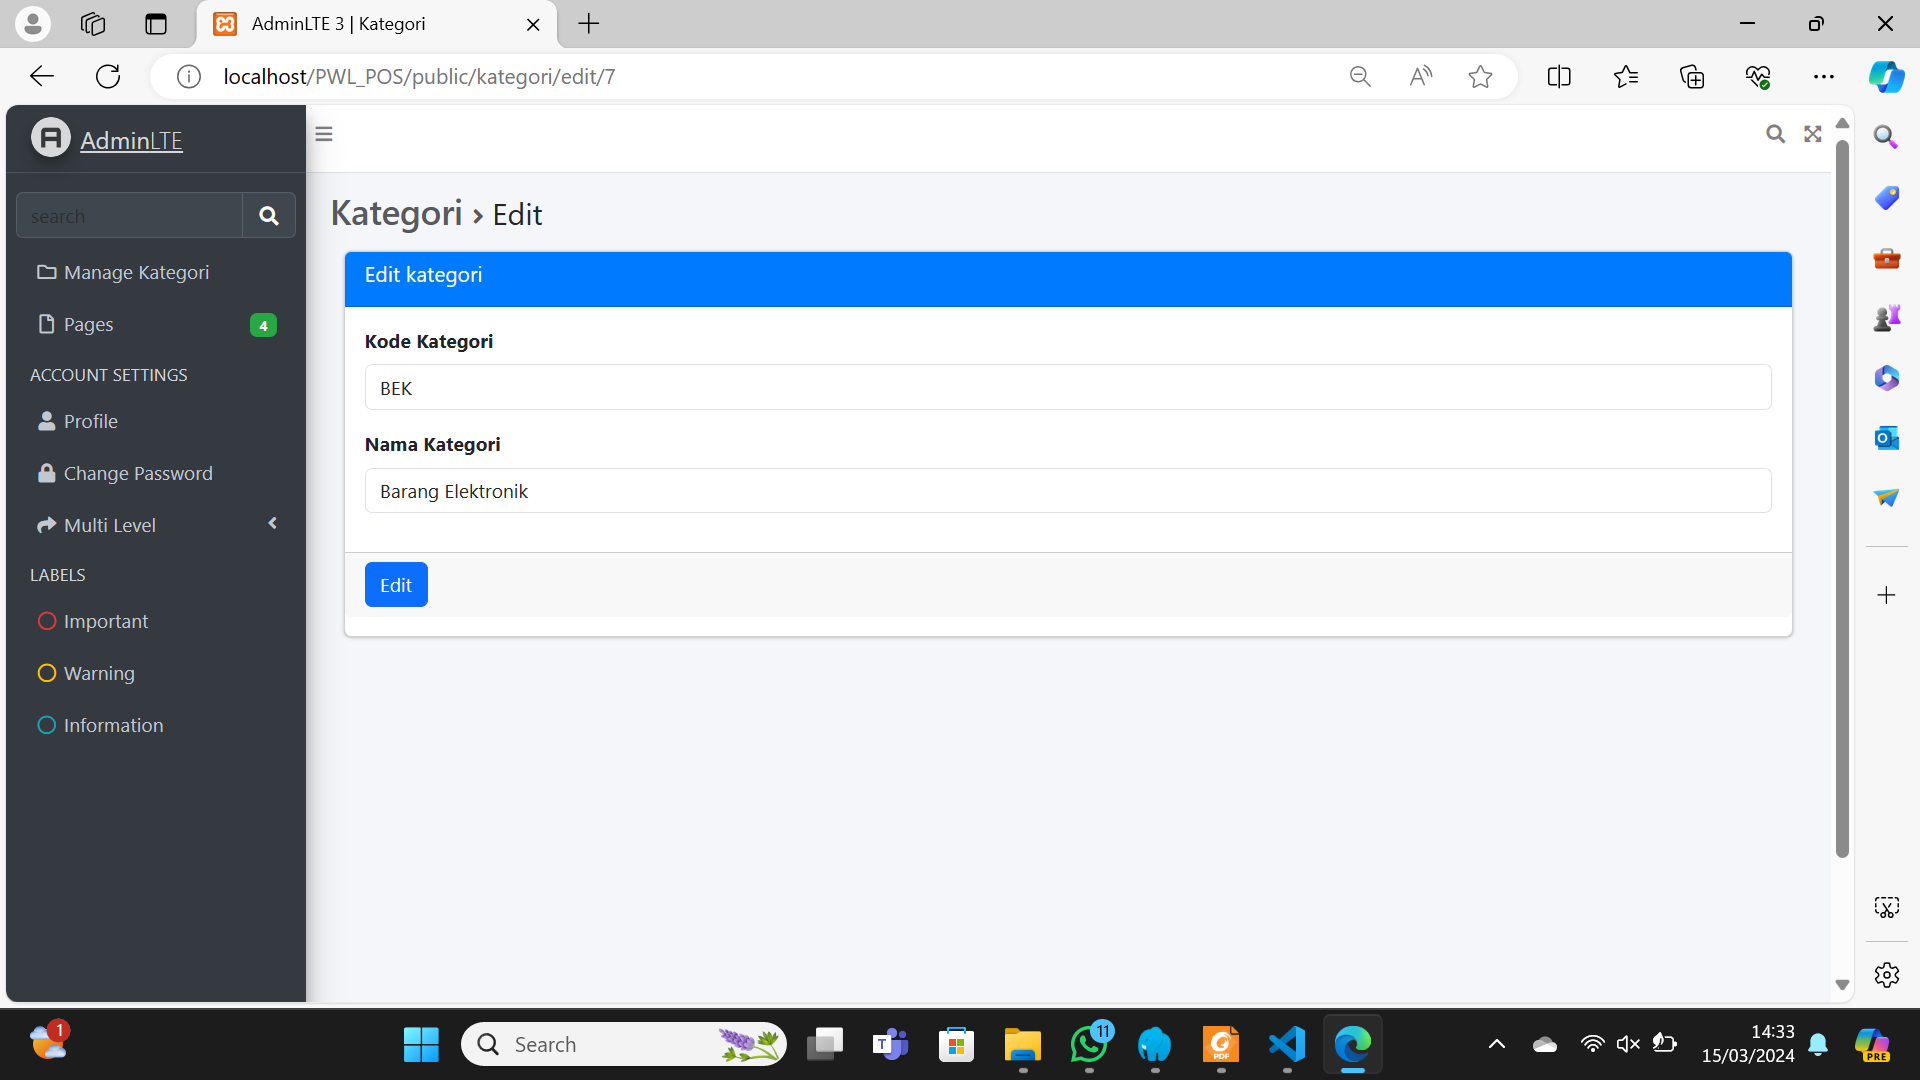 AdminLTE 3 | Kategori
localhost/PWL_POS/public/kategori/edit/7
AdminLTE
search
Manage Kategori
Pages
4
ACCOUNT SETTINGS
Profile
Change Password
Multi Level
LABELS
Important
Warning
Information
Kategori › Edit
Edit kategori
Kode Kategori
BEK
Nama Kategori
Barang Elektronik
Edit
1
Search
T
11
PDF
14:33
15/03/2024
PRE